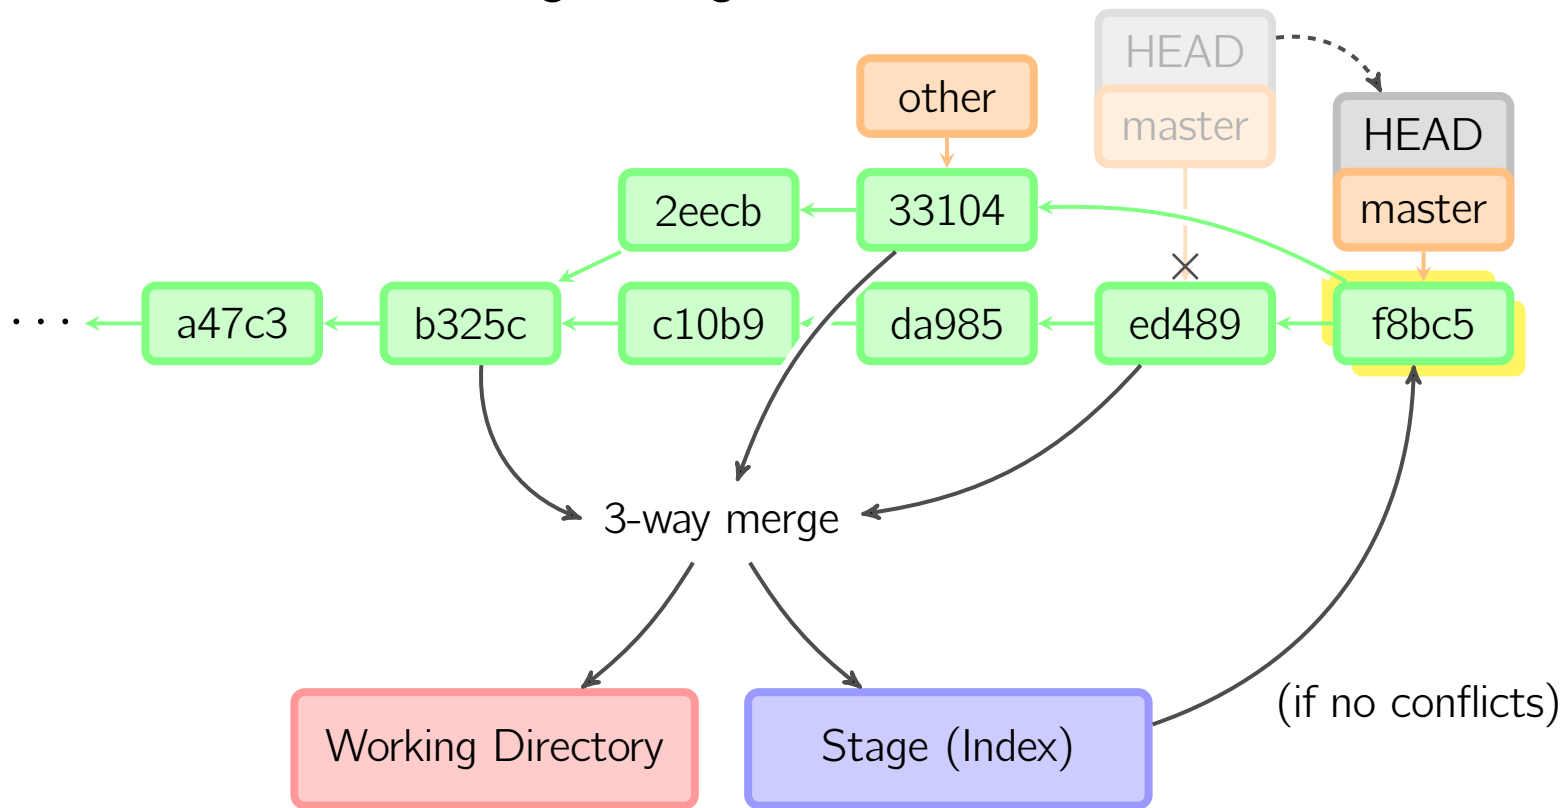 other
HEAD
master
HEAD
master
2eecb
33104
... a47c3
b325c
c10b9
da985
ed489
f8bc5
3-way merge
(if no conflicts)
Working Directory
Stage (Index)